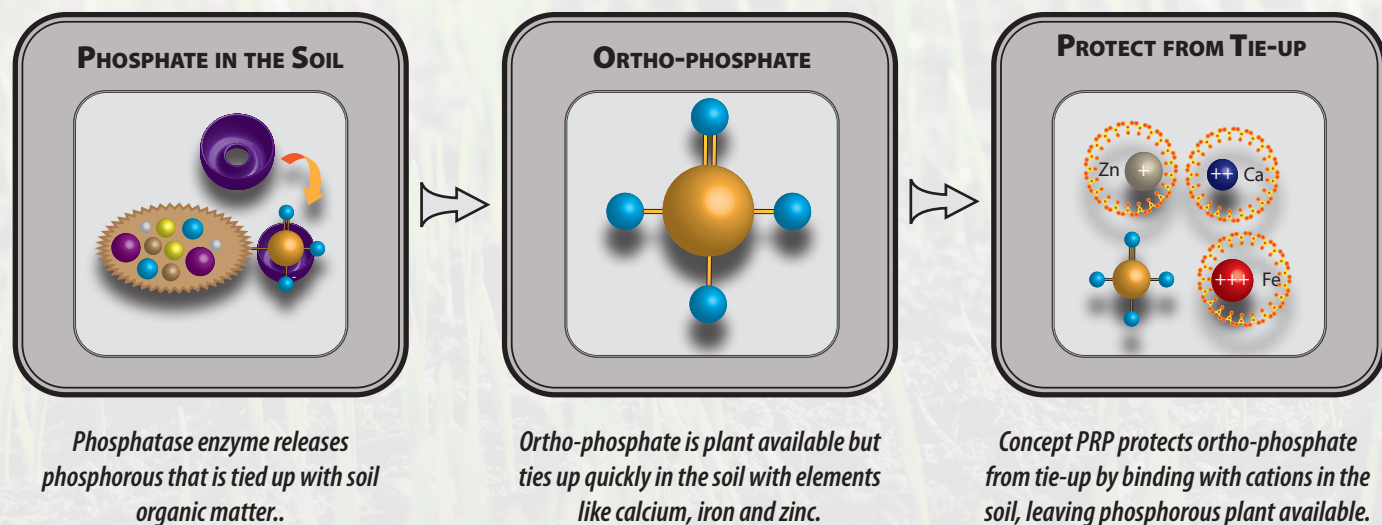 PHOSPHATE IN THE SOIL
ORTHO-PHOSPHATE
PROTECT FROM TIE-UP
Zn +
++ Ca
+++ Fe
Phosphatase enzyme releases
phosphorous that is tied up with soil
organic matter..
Ortho-phosphate is plant available but
ties up quickly in the soil with elements
like calcium, iron and zinc.
Concept PRP protects ortho-phosphate
from tie-up by binding with cations in the
soil, leaving phosphorous plant available.